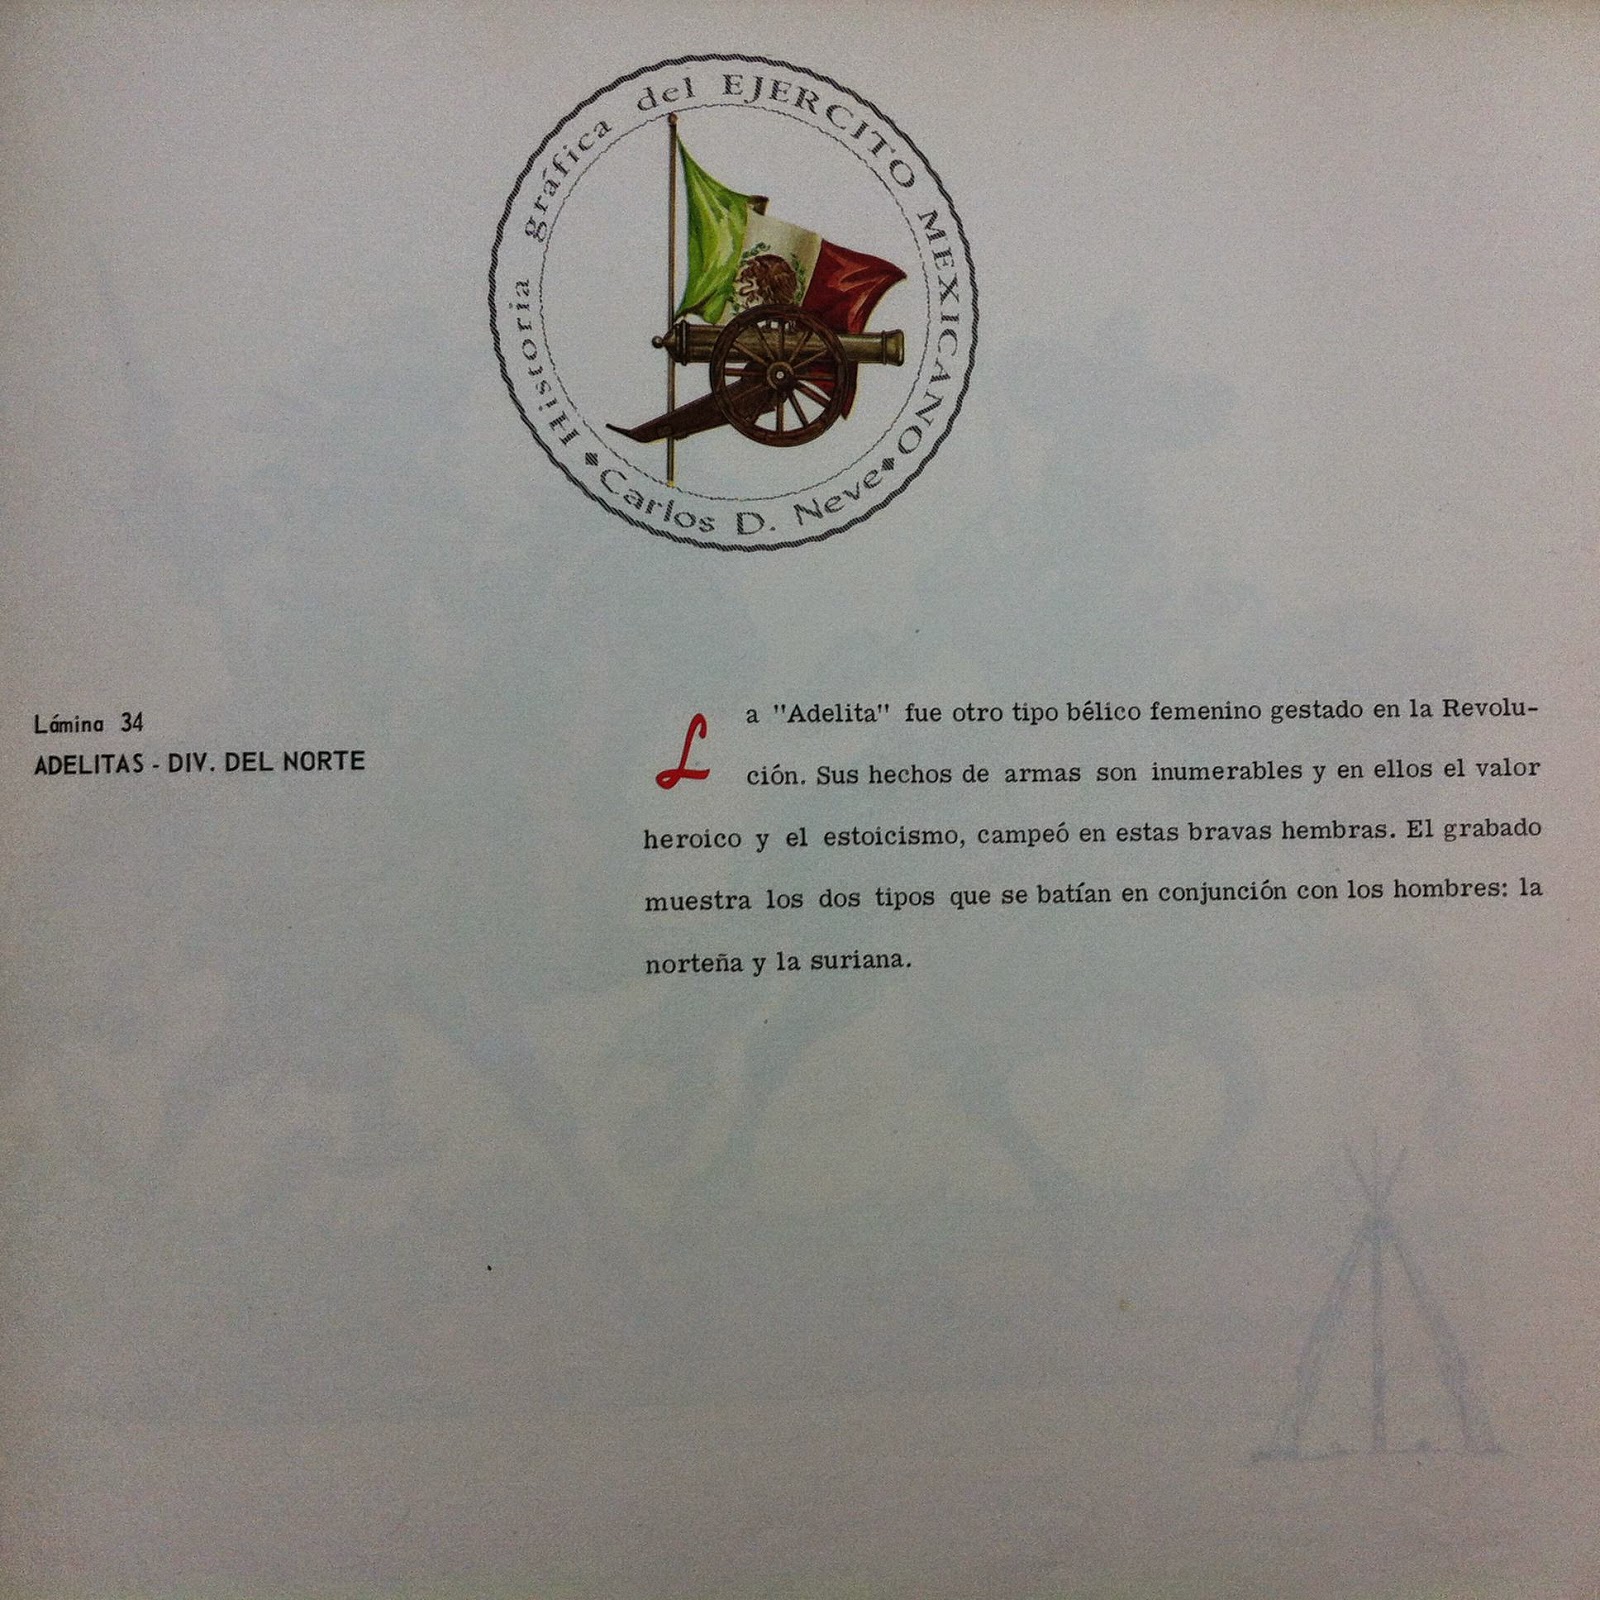 Historia gráfica del EJERCITO MEXICANO
Carlos D. Neve
Lámina 34
ADELITAS - DIV. DEL NORTE
La "Adelita" fue otro tipo bélico femenino gestado en la Revolu-
ción. Sus hechos de armas son inumerables y en ellos el valor
heroico y el estoicismo, campeó en estas bravas hembras. El grabado
muestra los dos tipos que se batían en conjunción con los hombres: la
norteña y la suriana.